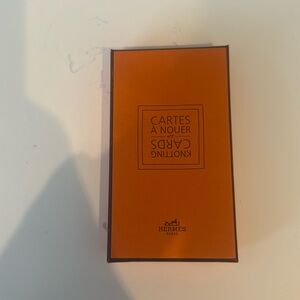 CARTES
À NOUER
KNOTTING
CARDS
HERMÈS
PARIS